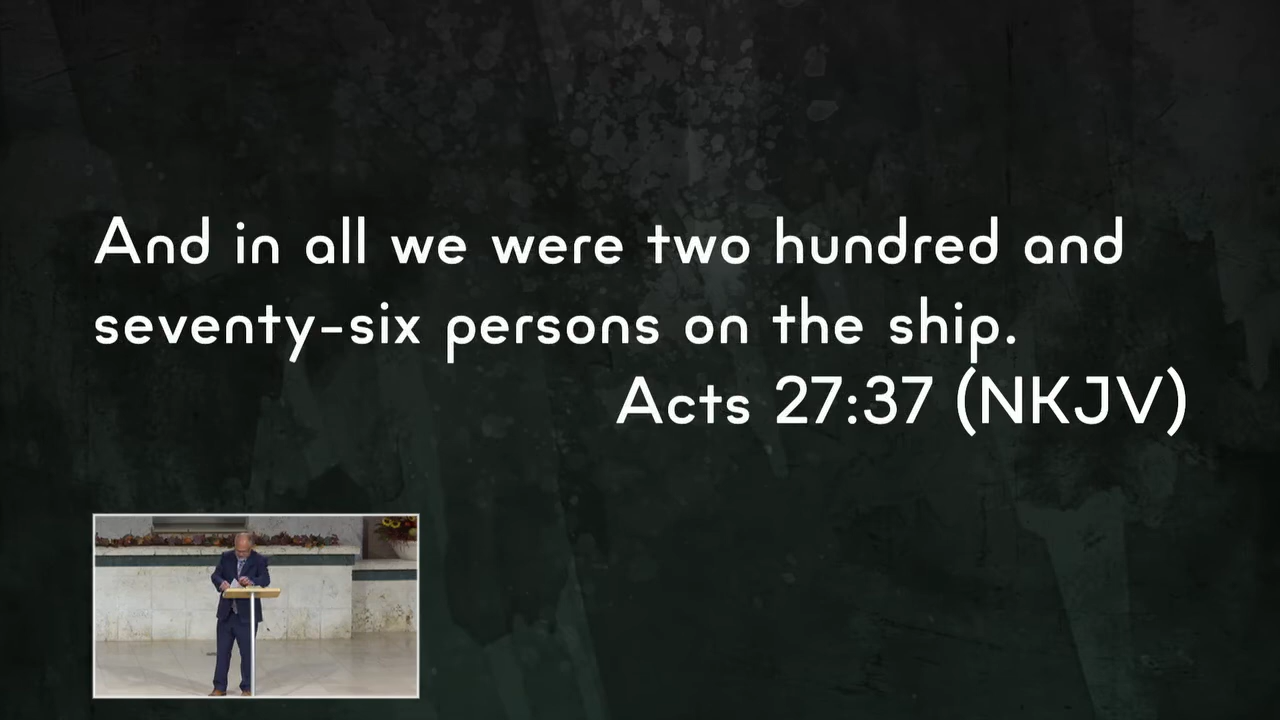 And in all we were two hundred and
seventy-six persons on the ship.
Acts 27:37 (NKJV)